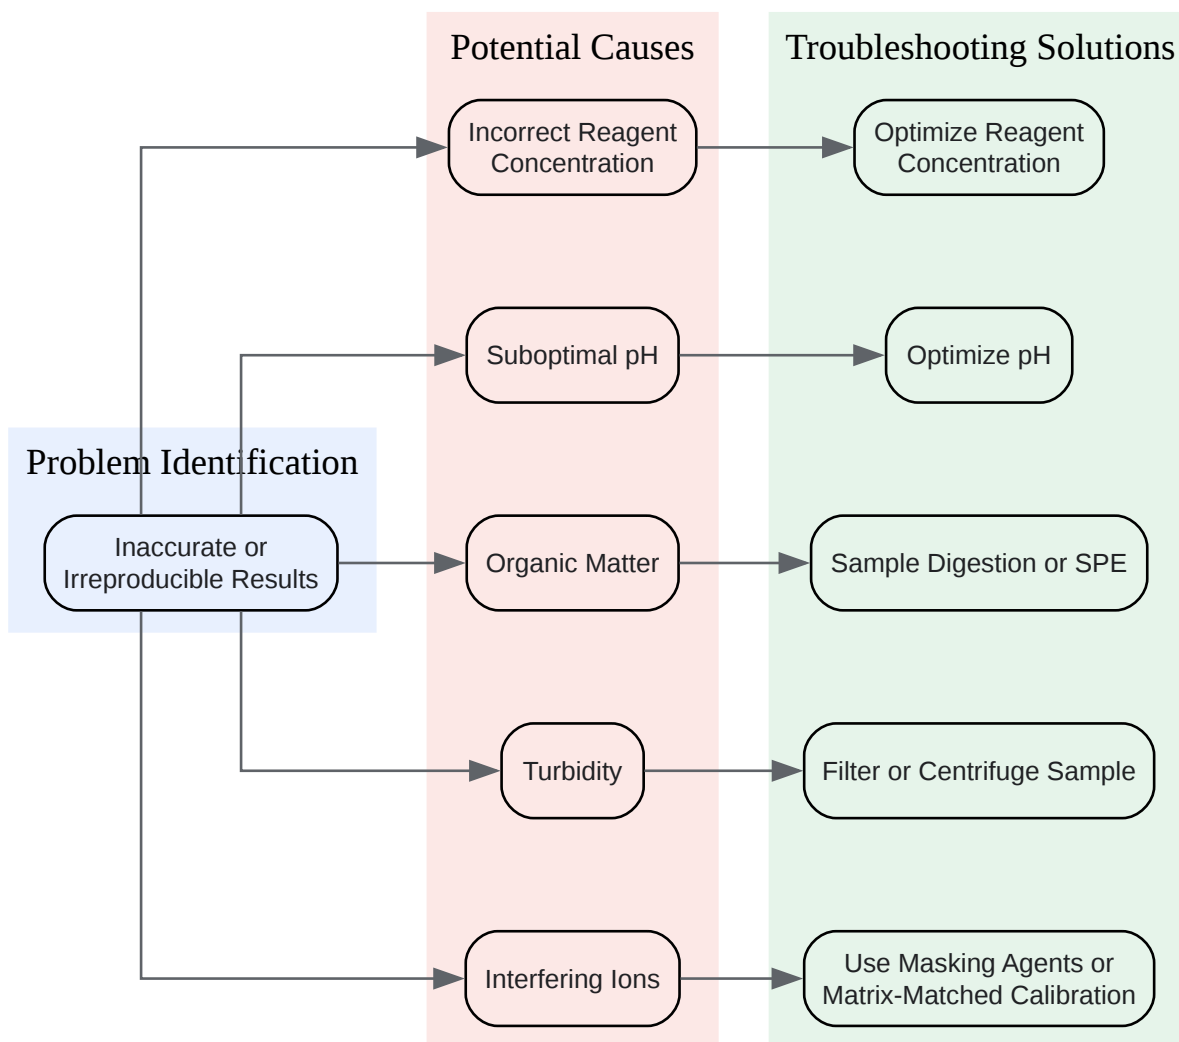 Potential Causes
Troubleshooting Solutions
Incorrect Reagent
Concentration
Optimize Reagent
Concentration
Suboptimal pH
Optimize pH
Problem Identification
Inaccurate or
Irreproducible Results
Organic Matter
Sample Digestion or SPE
Turbidity
Filter or Centrifuge Sample
Interfering Ions
Use Masking Agents or
Matrix-Matched Calibration